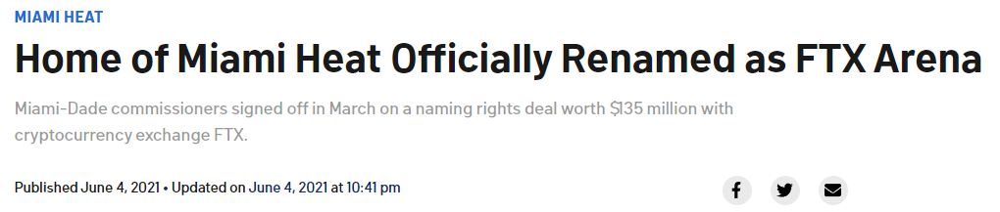 MIAMI HEAT
Home of Miami Heat Officially Renamed as FTX Arena
Miami-Dade commissioners signed off in March on a naming rights deal worth $135 million with
cryptocurrency exchange FTX.
Published June 4, 2021 • Updated on June 4, 2021 at 10:41 pm